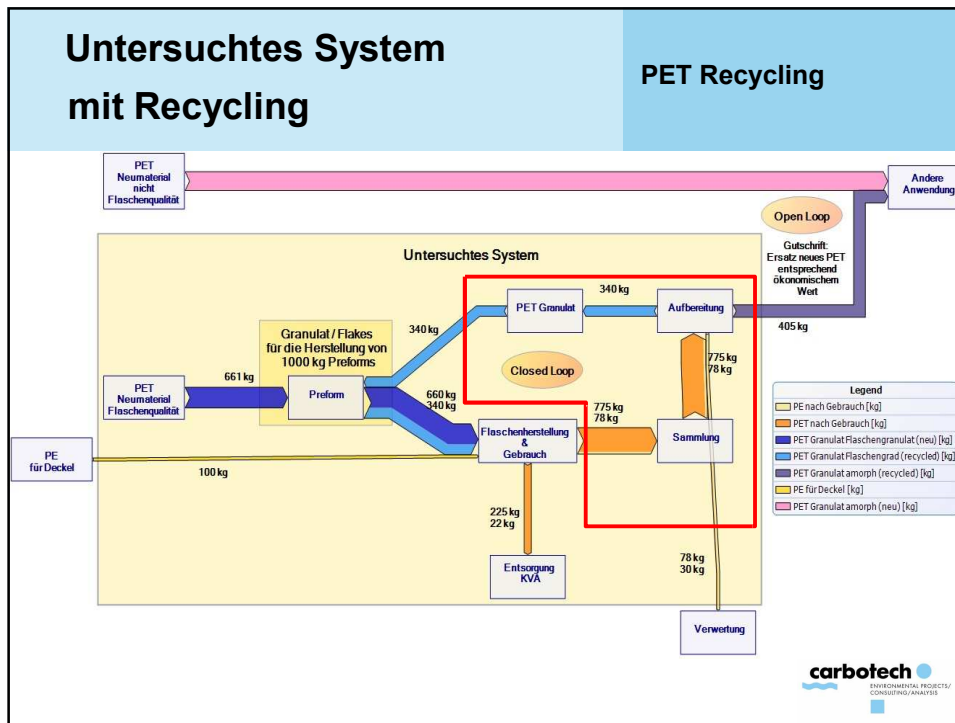 Untersuchtes System
mit Recycling
PET Recycling
PET
Neumaterial
nicht
Flaschenqualität
Andere
Anwendung
Open Loop
Gutschrift:
Ersatz neues PET
entsprechend
ökonomischem
Wert
Untersuchtes System
340 kg
PET Granulat
Aufbereitung
405 kg
340 kg
Granulat / Flakes
für die Herstellung von
1000 kg Preforms
Closed Loop
775 kg
78 kg
661 kg
PET
Neumaterial
Flaschenqualität
Preform
660 kg
340 kg
775 kg
78 kg
Flaschenherstellung
&
Gebrauch
Sammlung
PE
für Deckel
100 kg
225 kg
22 kg
Entsorgung
KVA
78 kg
30 kg
Verwertung
Legend
PE nach Gebrauch [kg]
PET nach Gebrauch [kg]
PET Granulat Flaschengranulat (neu) [kg]
PET Granulat Flaschengrad (recycled) [kg]
PET Granulat amorph (recycled) [kg]
PE für Deckel [kg]
PET Granulat amorph (neu) [kg]
carbotech
ENVIRONMENTAL PROJECTS/
CONSULTING/ANALYSIS